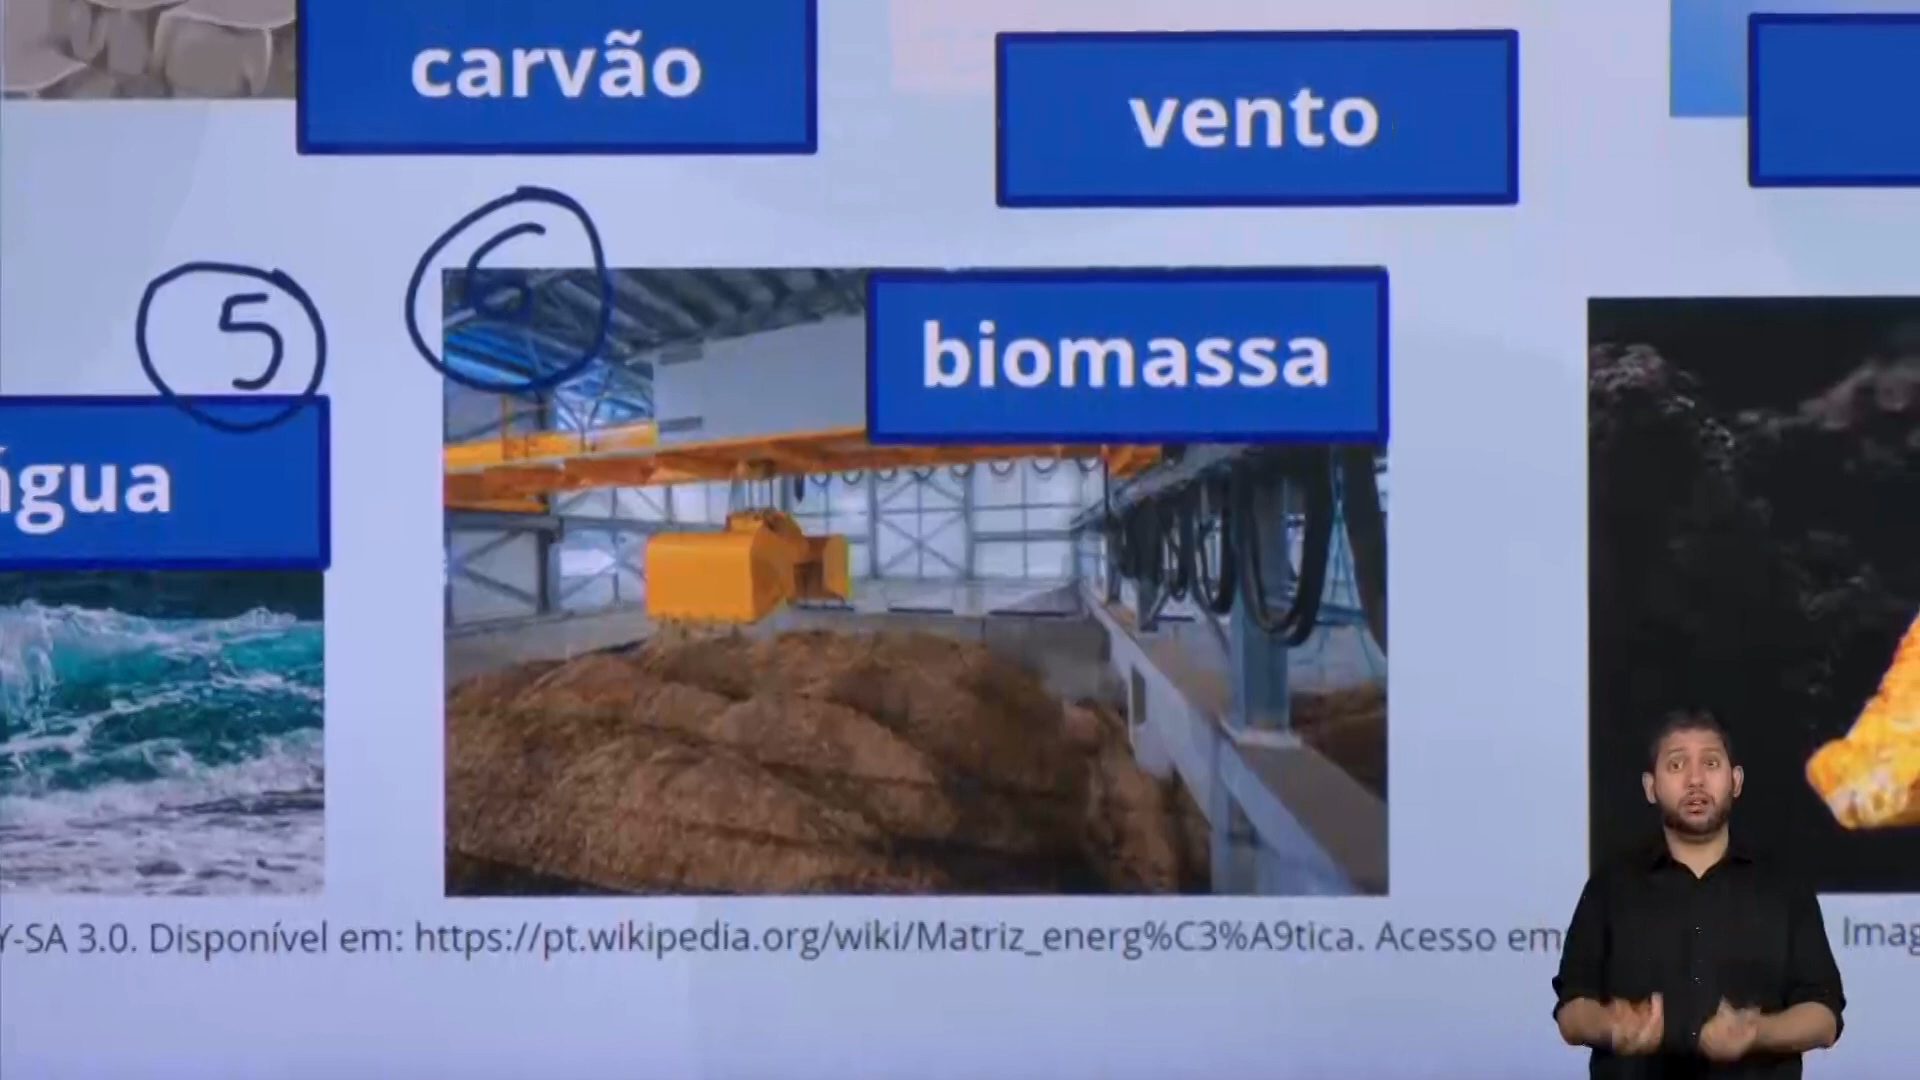 carvão
vento
5
6
biomassa
água
Y-SA 3.0. Disponível em: https://pt.wikipedia.org/wiki/Matriz_energ%C3%A9tica. Acesso em
Imag